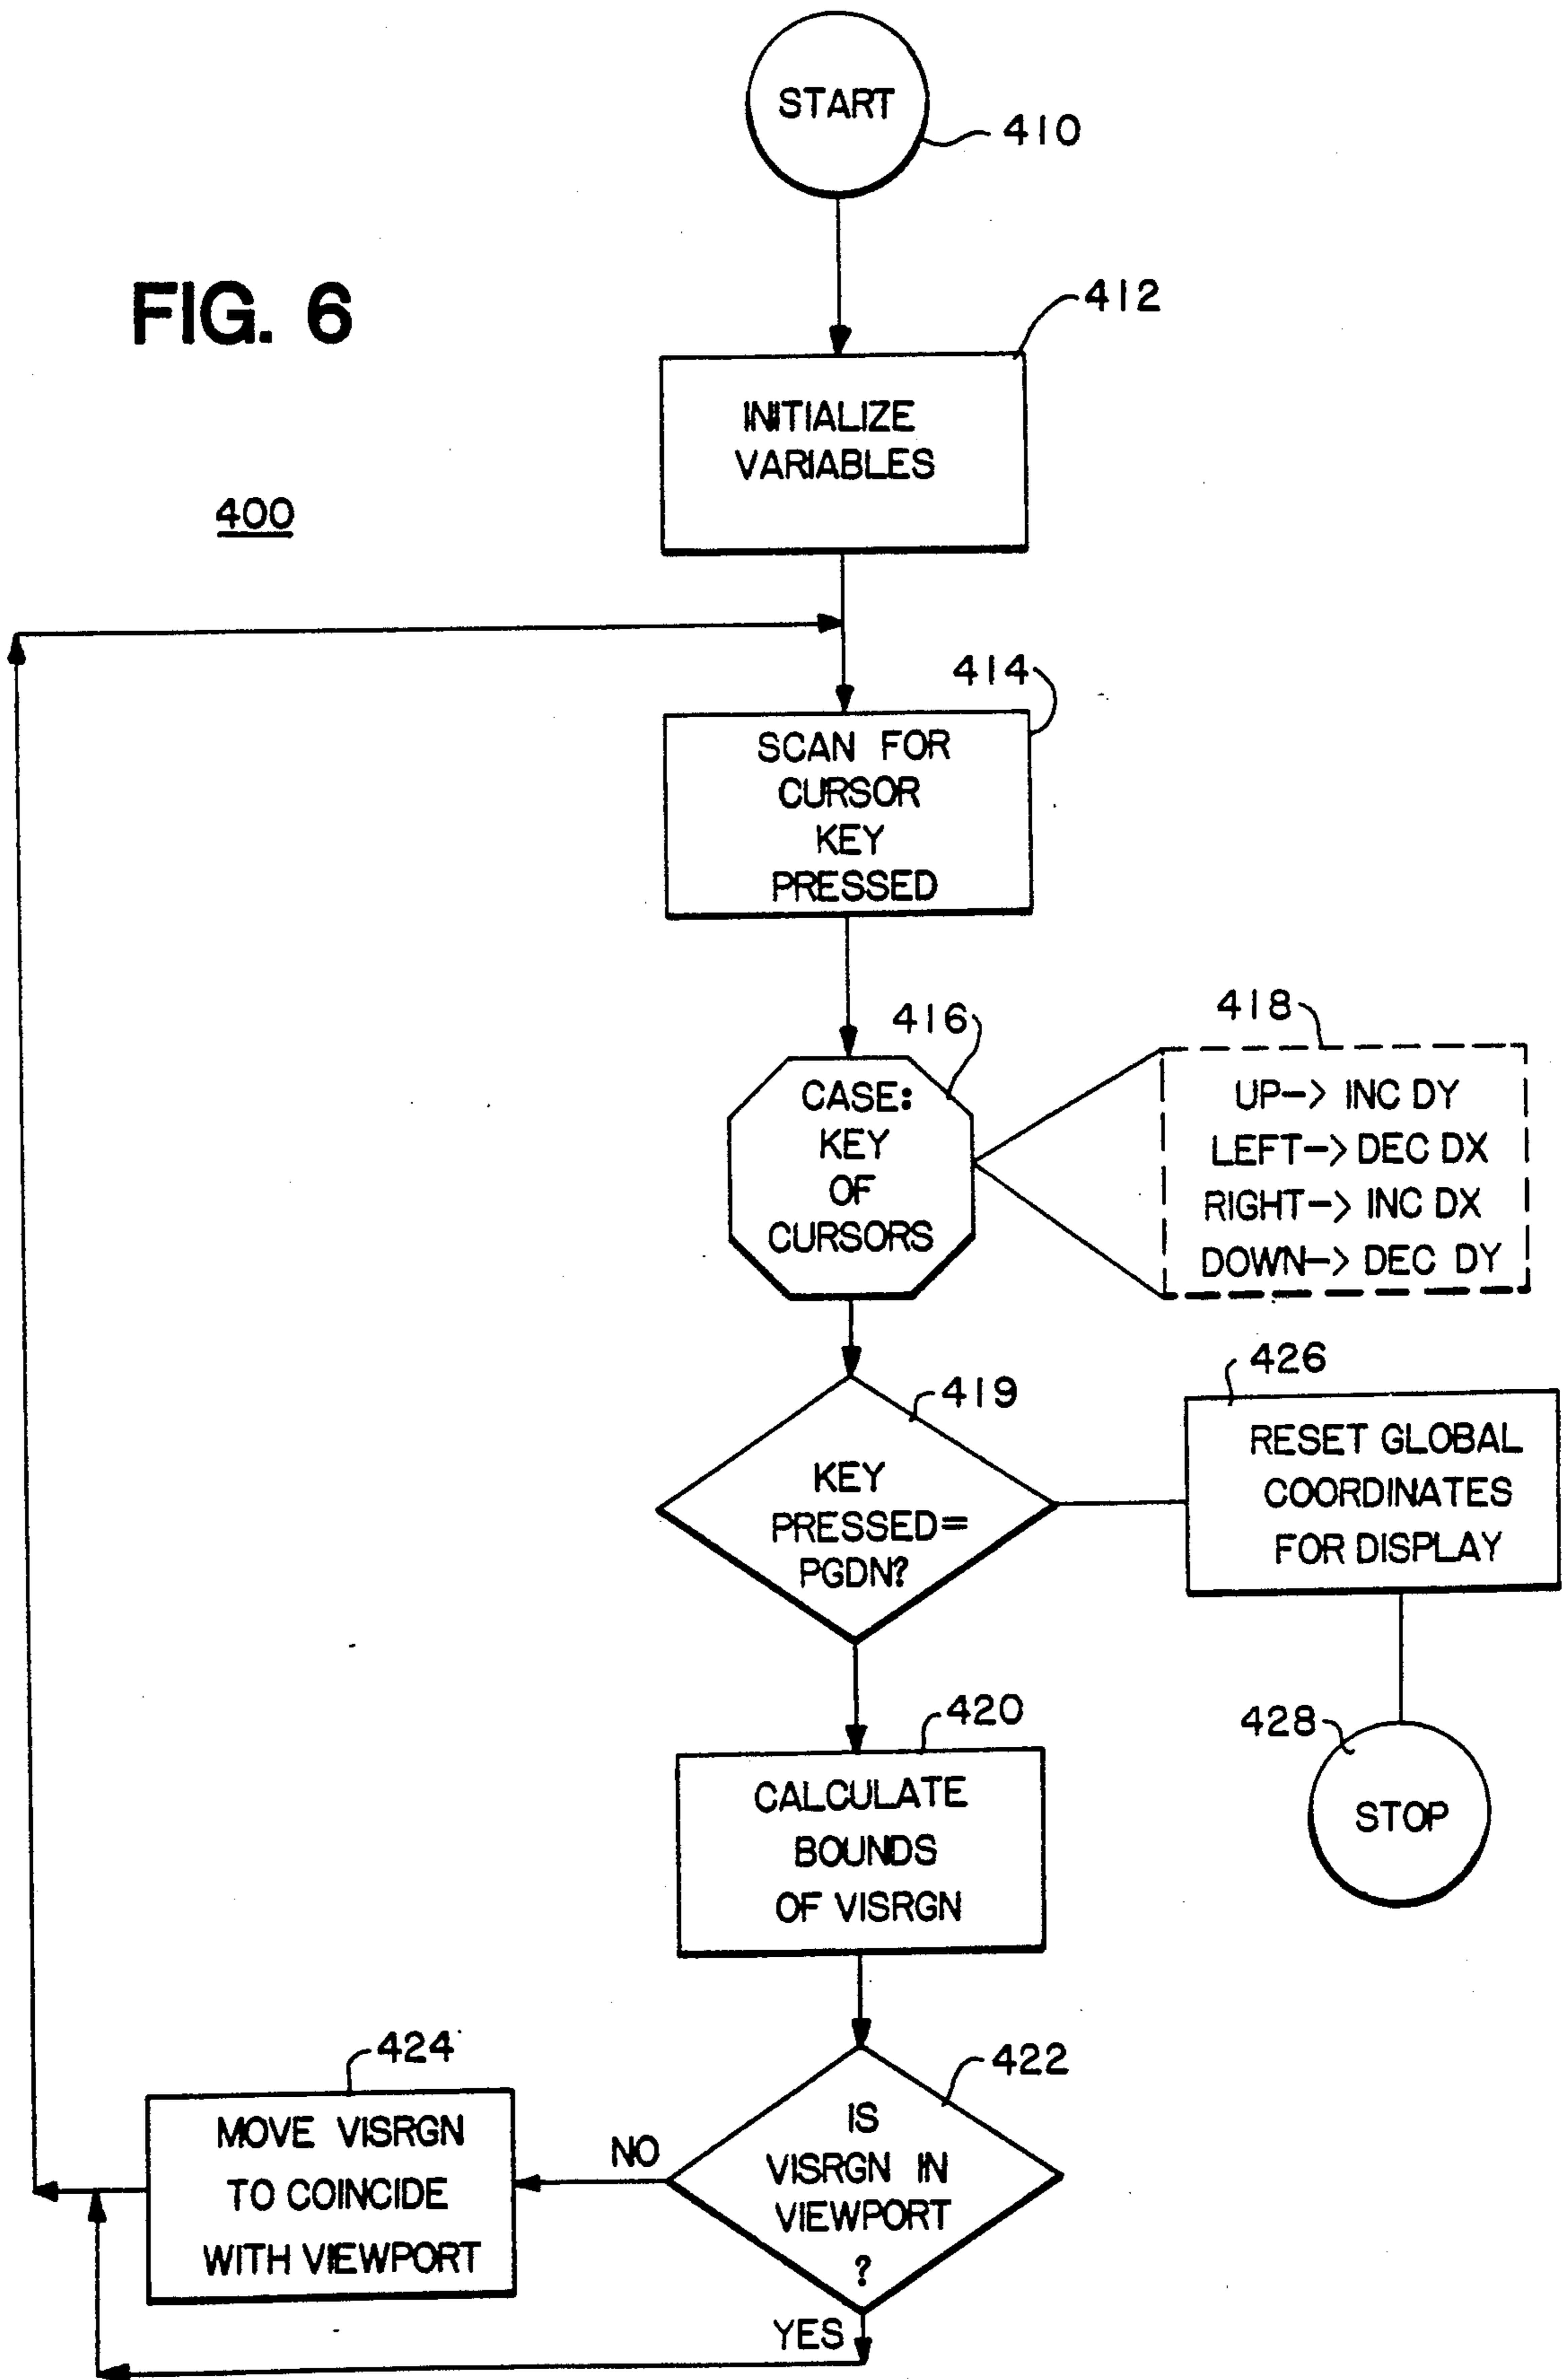 START
410
FIG. 6
412
INITIALIZE
VARIABLES
400
414
SCAN FOR
CURSOR
KEY
PRESSED
416
CASE:
KEY
OF
CURSORS
418
UP-> INC DY
LEFT-> DEC DX
RIGHT-> INC DX
DOWN-> DEC DY
419
KEY
PRESSED=
PGDN?
426
RESET GLOBAL
COORDINATES
FOR DISPLAY
420
CALCULATE
BOUNDS
OF VISRGN
428
STOP
422
IS
VISRGN IN
VIEWPORT
?
NO
424
MOVE VISRGN
TO COINCIDE
WITH VIEWPORT
YES